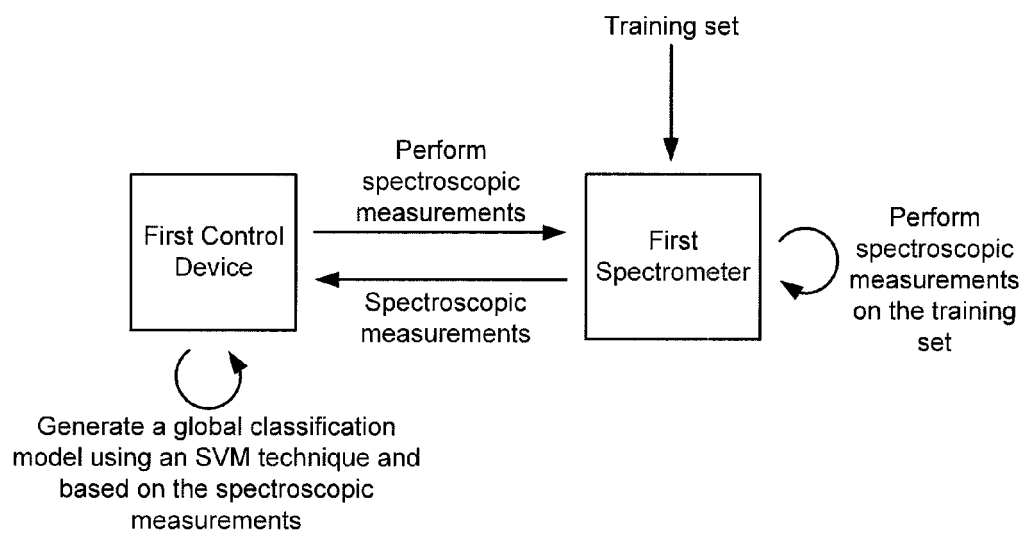 Training set
Perform
spectroscopic
measurements
First Control
Device
First
Spectrometer
Perform
spectroscopic
measurements
on the training
set
Spectroscopic
measurements
Generate a global classification
model using an SVM technique and
based on the spectroscopic
measurements